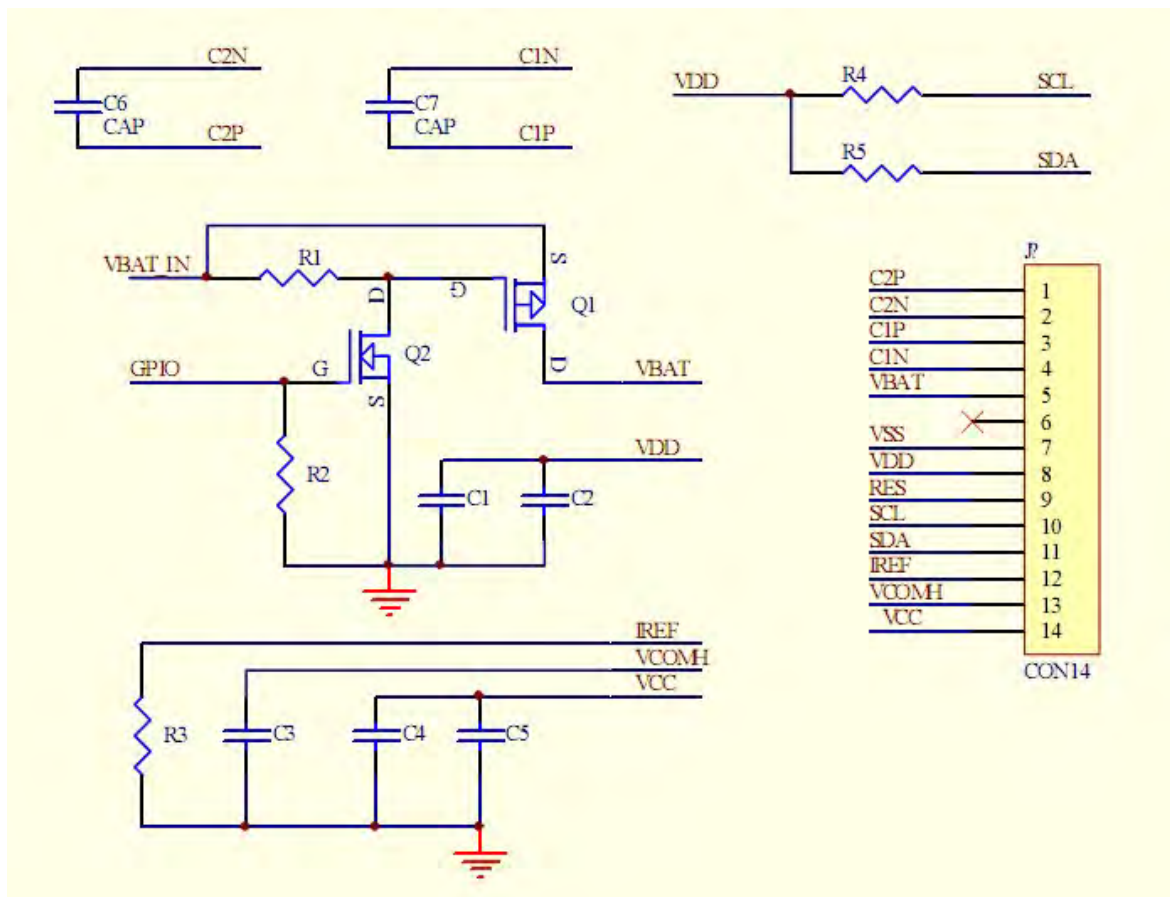 C2N
C6
CAP
C2P
C1N
C7
CAP
C1P
VDD
R4
SCL
R5
SDA
VBAT_IN
R1
S
D
G
Q1
Q2
GPIO
G
S
D
VBAT
R2
VDD
C1
C2
IREF
VCOMH
VCC
R3
C3
C4
C5
J?
C2P 1
C2N 2
C1P 3
C1N 4
VBAT 5
6
VSS 7
VDD 8
RES 9
SCL 10
SDA 11
IREF 12
VCOMH 13
VCC 14
CON14